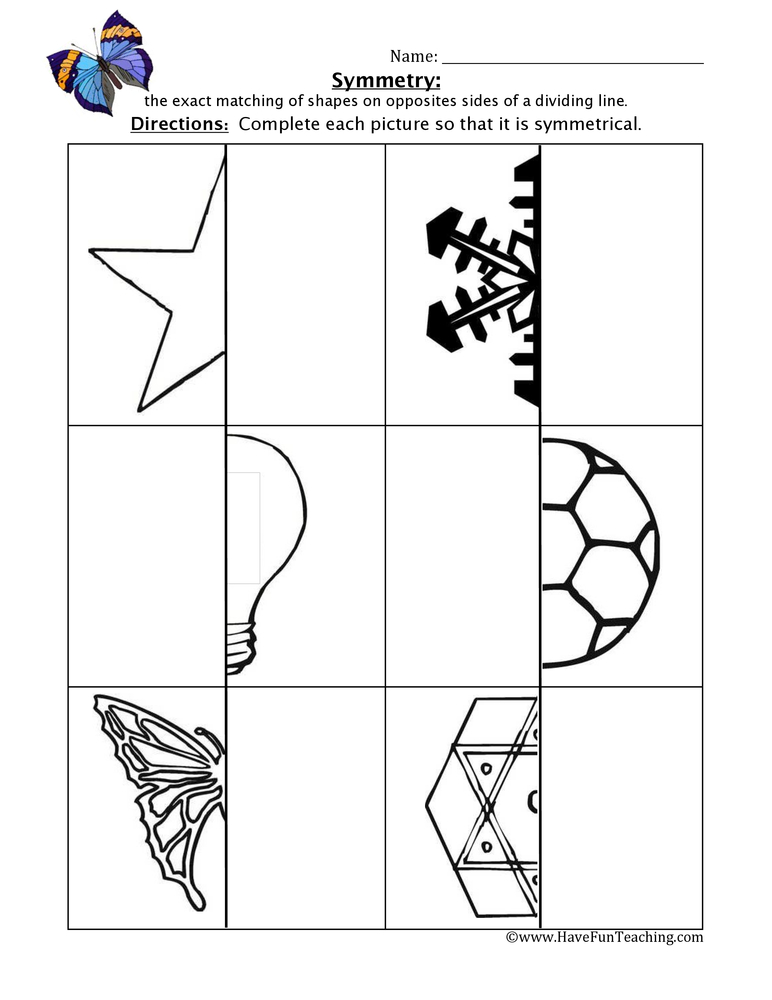 Name: ______________________________
Symmetry:
the exact matching of shapes on opposites sides of a dividing line.
Directions: Complete each picture so that it is symmetrical.
©www.HaveFunTeaching.com